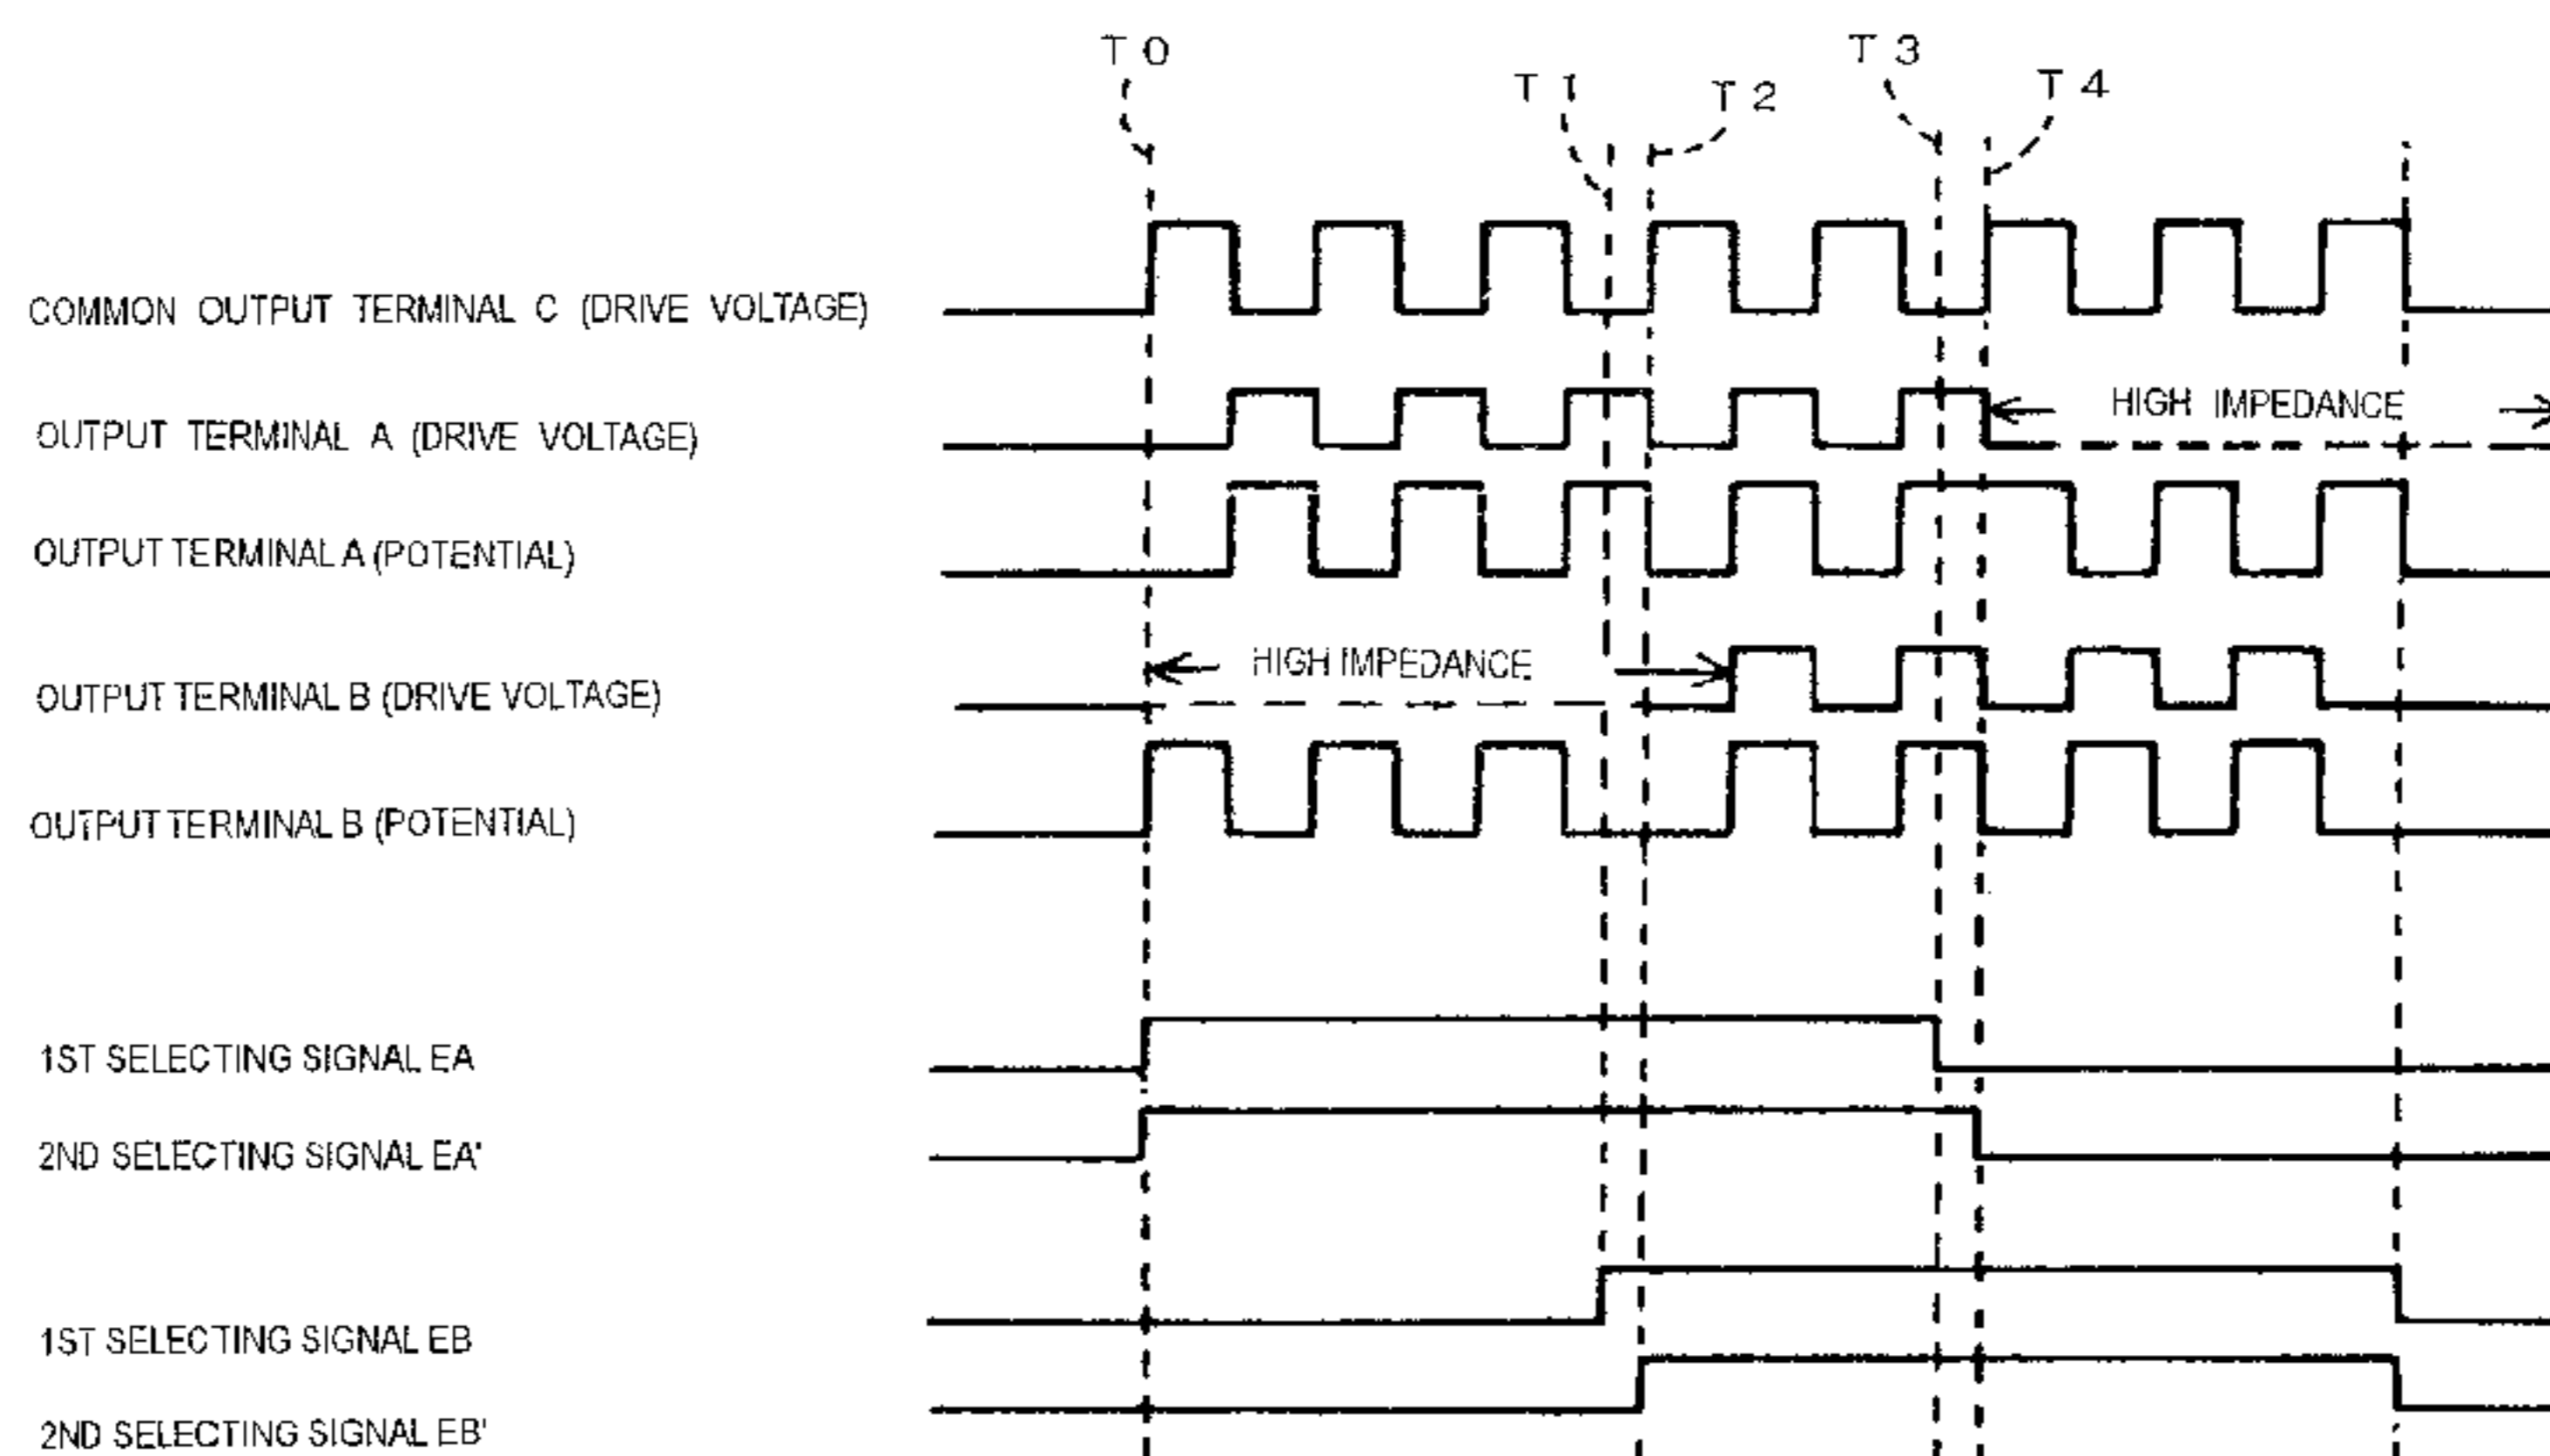 T 0
T 3
T 1
T 2
T 4
COMMON OUTPUT TERMINAL C (DRIVE VOLTAGE)
HIGH IMPEDANCE
OUTPUT TERMINAL A (DRIVE VOLTAGE)
OUTPUT TERMINAL A (POTENTIAL)
HIGH IMPEDANCE
OUTPUT TERMINAL B (DRIVE VOLTAGE)
OUTPUT TERMINAL B (POTENTIAL)
1ST SELECTING SIGNAL EA
2ND SELECTING SIGNAL EA'
1ST SELECTING SIGNAL EB
2ND SELECTING SIGNAL EB'